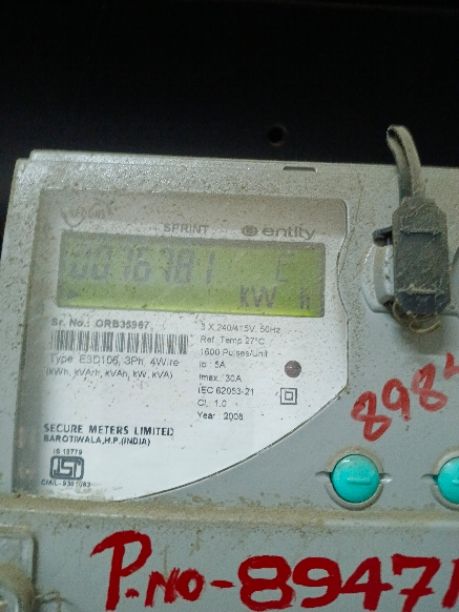 SPRINT
entity
0016781 C
kW h
Sr. No.: ORB35967
3 X 240/415V, 50Hz
Ref. Temp 27°C
1600 Pulses/Unit
Type E3D106, 3Ph, 4Wire
(kWh, kVArh, kVAh, kW, kVA)
Ib : 5A
Imax. 30A
IEC 62053-21
Cl. 1.0
Year : 2008
SECURE METERS LIMITED
BAROTIWALA, H.P.(INDIA)
IS 13779
ISI
898
P.NO-8947